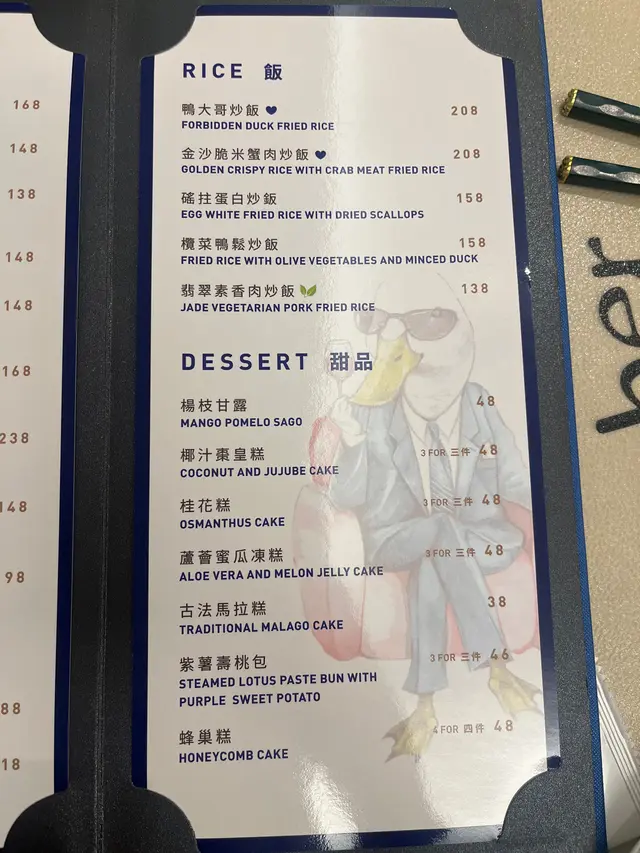 168
148
138
148
148
168
238
148
98
88
18
RICE 飯
鴨大哥炒飯 208
FORBIDDEN DUCK FRIED RICE
金沙脆米蟹肉炒飯 208
GOLDEN CRISPY RICE WITH CRAB MEAT FRIED RICE
瑤拄蛋白炒飯 158
EGG WHITE FRIED RICE WITH DRIED SCALLOPS
欖菜鴨鬆炒飯 158
FRIED RICE WITH OLIVE VEGETABLES AND MINCED DUCK
翡翠素香肉炒飯 138
JADE VEGETARIAN PORK FRIED RICE
DESSERT 甜品
楊枝甘露 48
MANGO POMELO SAGO
椰汁棗皇糕 3 FOR 三件 48
COCONUT AND JUJUBE CAKE
桂花糕 3 FOR 三件 48
OSMANTHUS CAKE
蘆薈蜜瓜凍糕 3 FOR 三件 48
ALOE VERA AND MELON JELLY CAKE
古法馬拉糕 38
TRADITIONAL MALAGO CAKE
紫薯壽桃包 3 FOR 三件 46
STEAMED LOTUS PASTE BUN WITH
PURPLE SWEET POTATO
蜂巢糕 4 FOR 四件 48
HONEYCOMB CAKE
ber